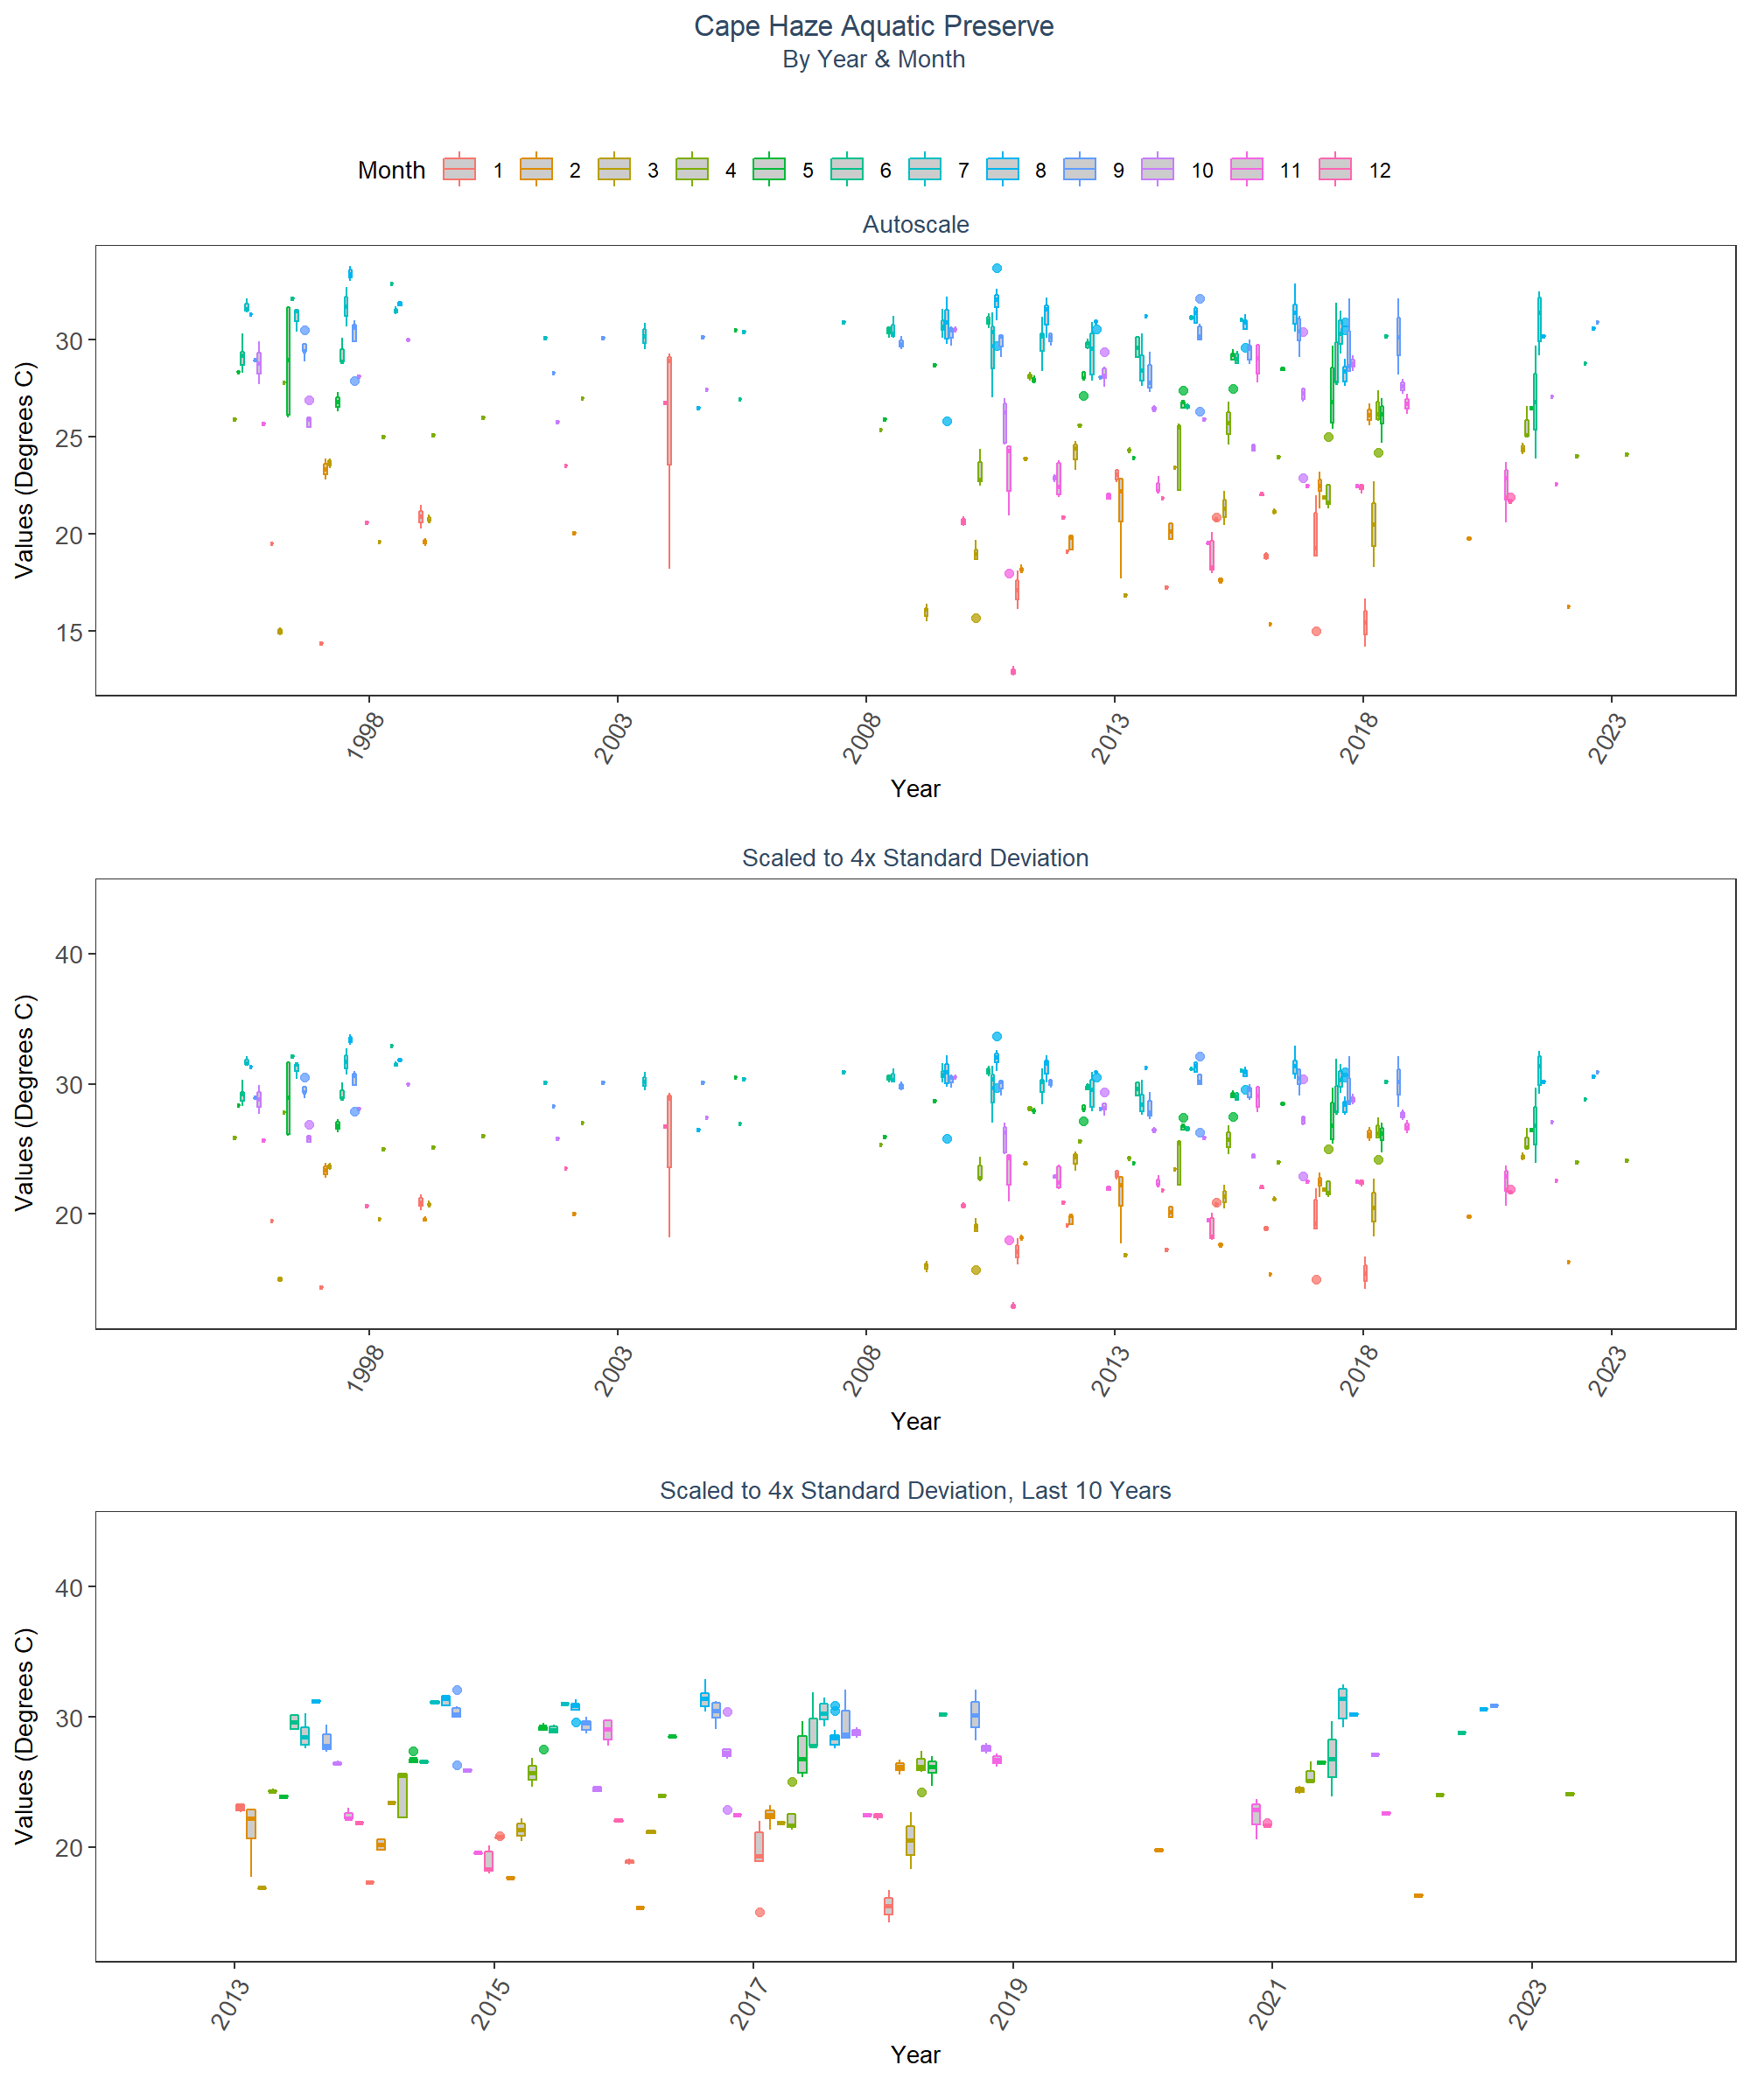 Cape Haze Aquatic Preserve
By Year & Month
Month 1 2 3 4 5 6 7 8 9 10 11 12
Autoscale
Values (Degrees C)
30
25
20
15
1998 2003 2008 2013 2018 2023
Year
Scaled to 4x Standard Deviation
Values (Degrees C)
40
30
20
1998 2003 2008 2013 2018 2023
Year
Scaled to 4x Standard Deviation, Last 10 Years
Values (Degrees C)
40
30
20
2013 2015 2017 2019 2021 2023
Year